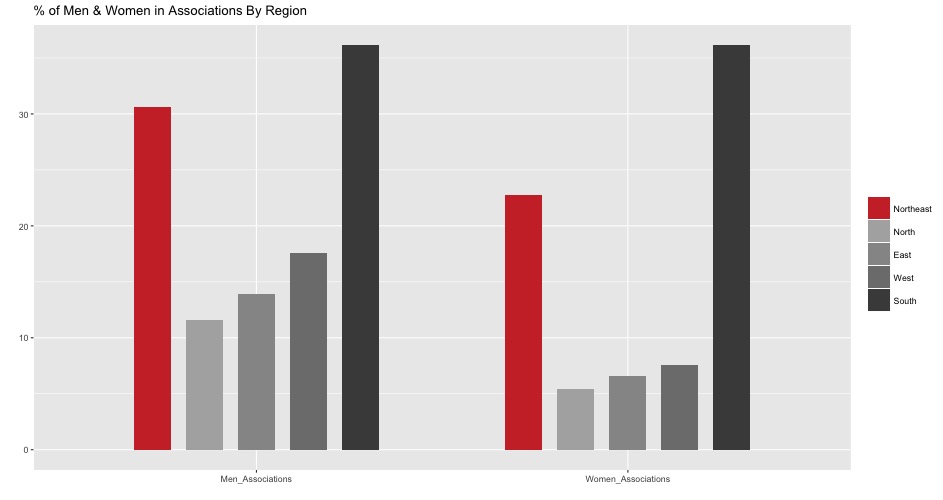 % of Men & Women in Associations By Region
30
20
10
0
Men_Associations
Women_Associations
Northeast
North
East
West
South